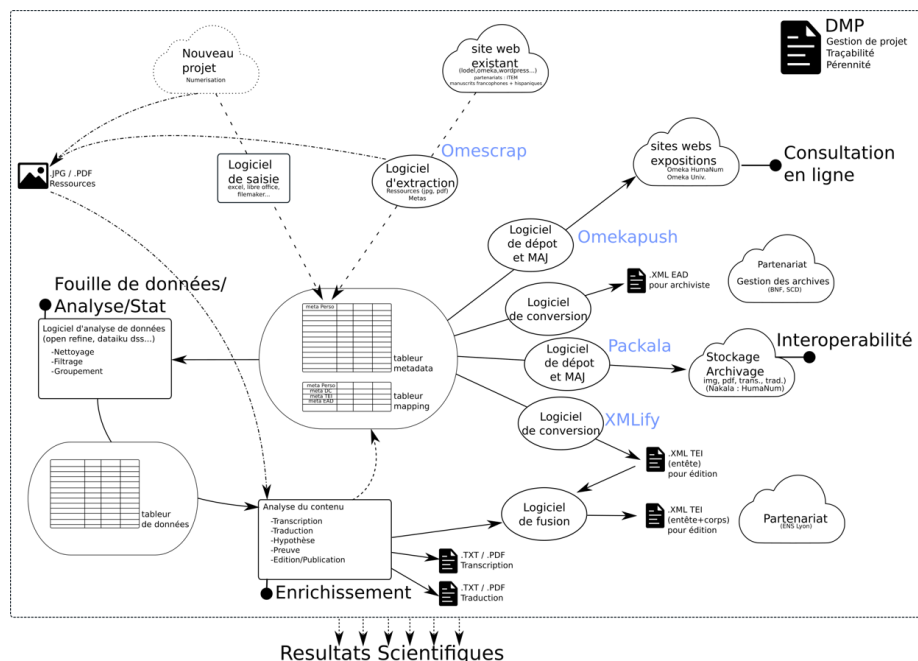 DMP
Gestion de projet
Traçabilité
Pérennité
Nouveau
projet
Numerisation
site web
existant
(lodel,omeka,wordpress...)
partenariats : ITEM
manuscrits francophones + hispaniques
Omescrap
.JPG / .PDF
Ressources
Logiciel
de saisie
excel, libre office,
filemaker...
Logiciel
d'extraction
Ressources (jpg, pdf)
Metas
sites webs
expositions
Omeka HumaNum
Omeka Univ.
Consultation
en ligne
Logiciel
de dépot
et MAJ
Omekapush
Fouille de données/
Analyse/Stat
Logiciel d'analyse de données
(open refine, dataiku dss...)
-Nettoyage
-Filtrage
-Groupement
meta Perso
tableur
metadata
meta Perso
meta DC
meta TEI
meta EAD
tableur
mapping
Logiciel
de conversion
.XML EAD
pour archiviste
Partenariat
Gestion des archives
(BNF, SCD)
Logiciel
de dépot
et MAJ
Packala
Stockage
Archivage
img, pdf, trans., trad.)
(Nakala : HumaNum)
Interoperabilité
Logiciel
de conversion
XMLify
.XML TEI
(entête)
pour édition
tableur
de données
Analyse du contenu
-Transcription
-Traduction
-Hypothèse
-Preuve
-Edition/Publication
Enrichissement
Logiciel
de fusion
.XML TEI
(entête+corps)
pour édition
Partenariat
(ENS Lyon)
.TXT / .PDF
Transcription
.TXT / .PDF
Traduction
Resultats Scientifiques